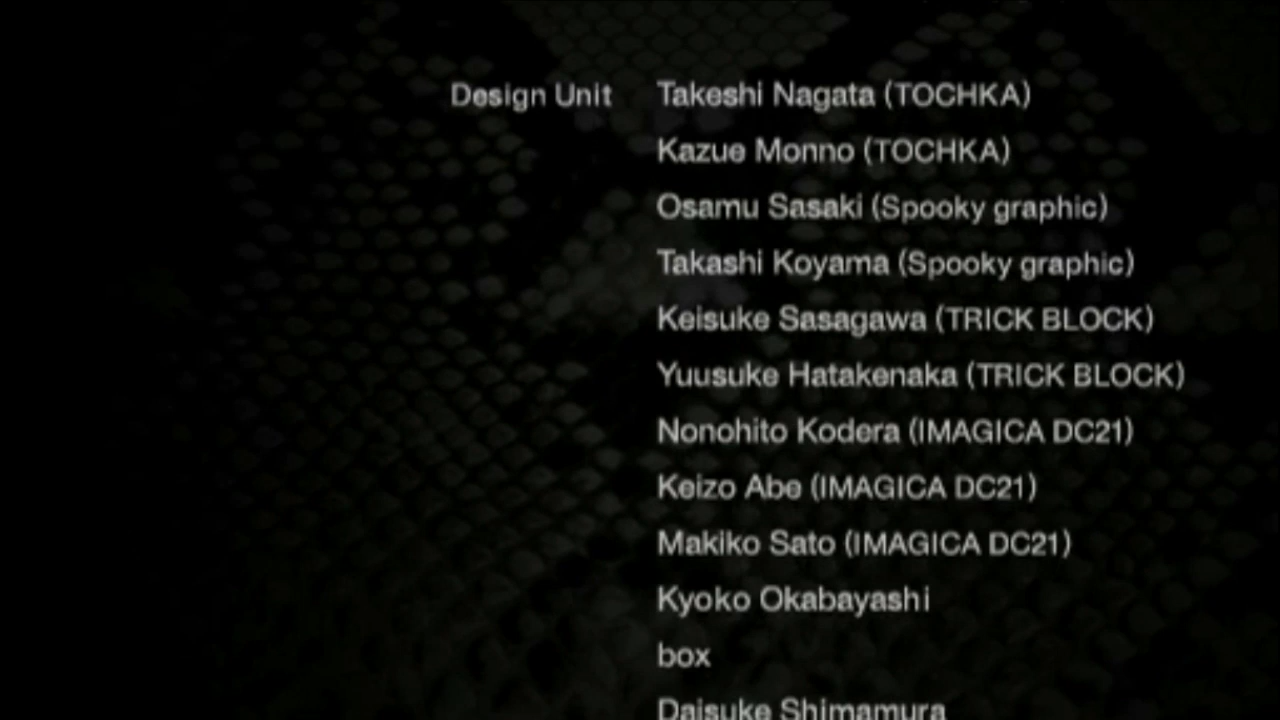 Design Unit Takeshi Nagata (TOCHKA)
Kazue Monno (TOCHKA)
Osamu Sasaki (Spooky graphic)
Takashi Koyama (Spooky graphic)
Keisuke Sasagawa (TRICK BLOCK)
Yuusuke Hatakenaka (TRICK BLOCK)
Nonohito Kodera (IMAGICA DC21)
Keizo Abe (IMAGICA DC21)
Makiko Sato (IMAGICA DC21)
Kyoko Okabayashi
box
Daisuke Shimamura